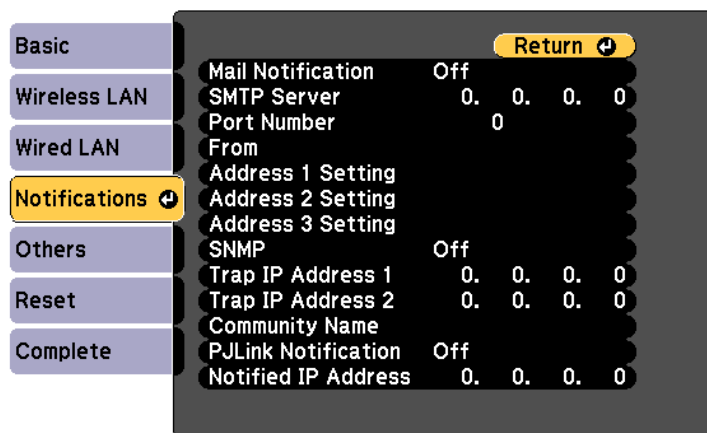 Basic
Wireless LAN
Wired LAN
Notifications
Others
Reset
Complete
Return
Mail Notification Off
SMTP Server 0. 0. 0. 0
Port Number 0
From
Address 1 Setting
Address 2 Setting
Address 3 Setting
SNMP Off
Trap IP Address 1 0. 0. 0. 0
Trap IP Address 2 0. 0. 0. 0
Community Name
PJLink Notification Off
Notified IP Address 0. 0. 0. 0